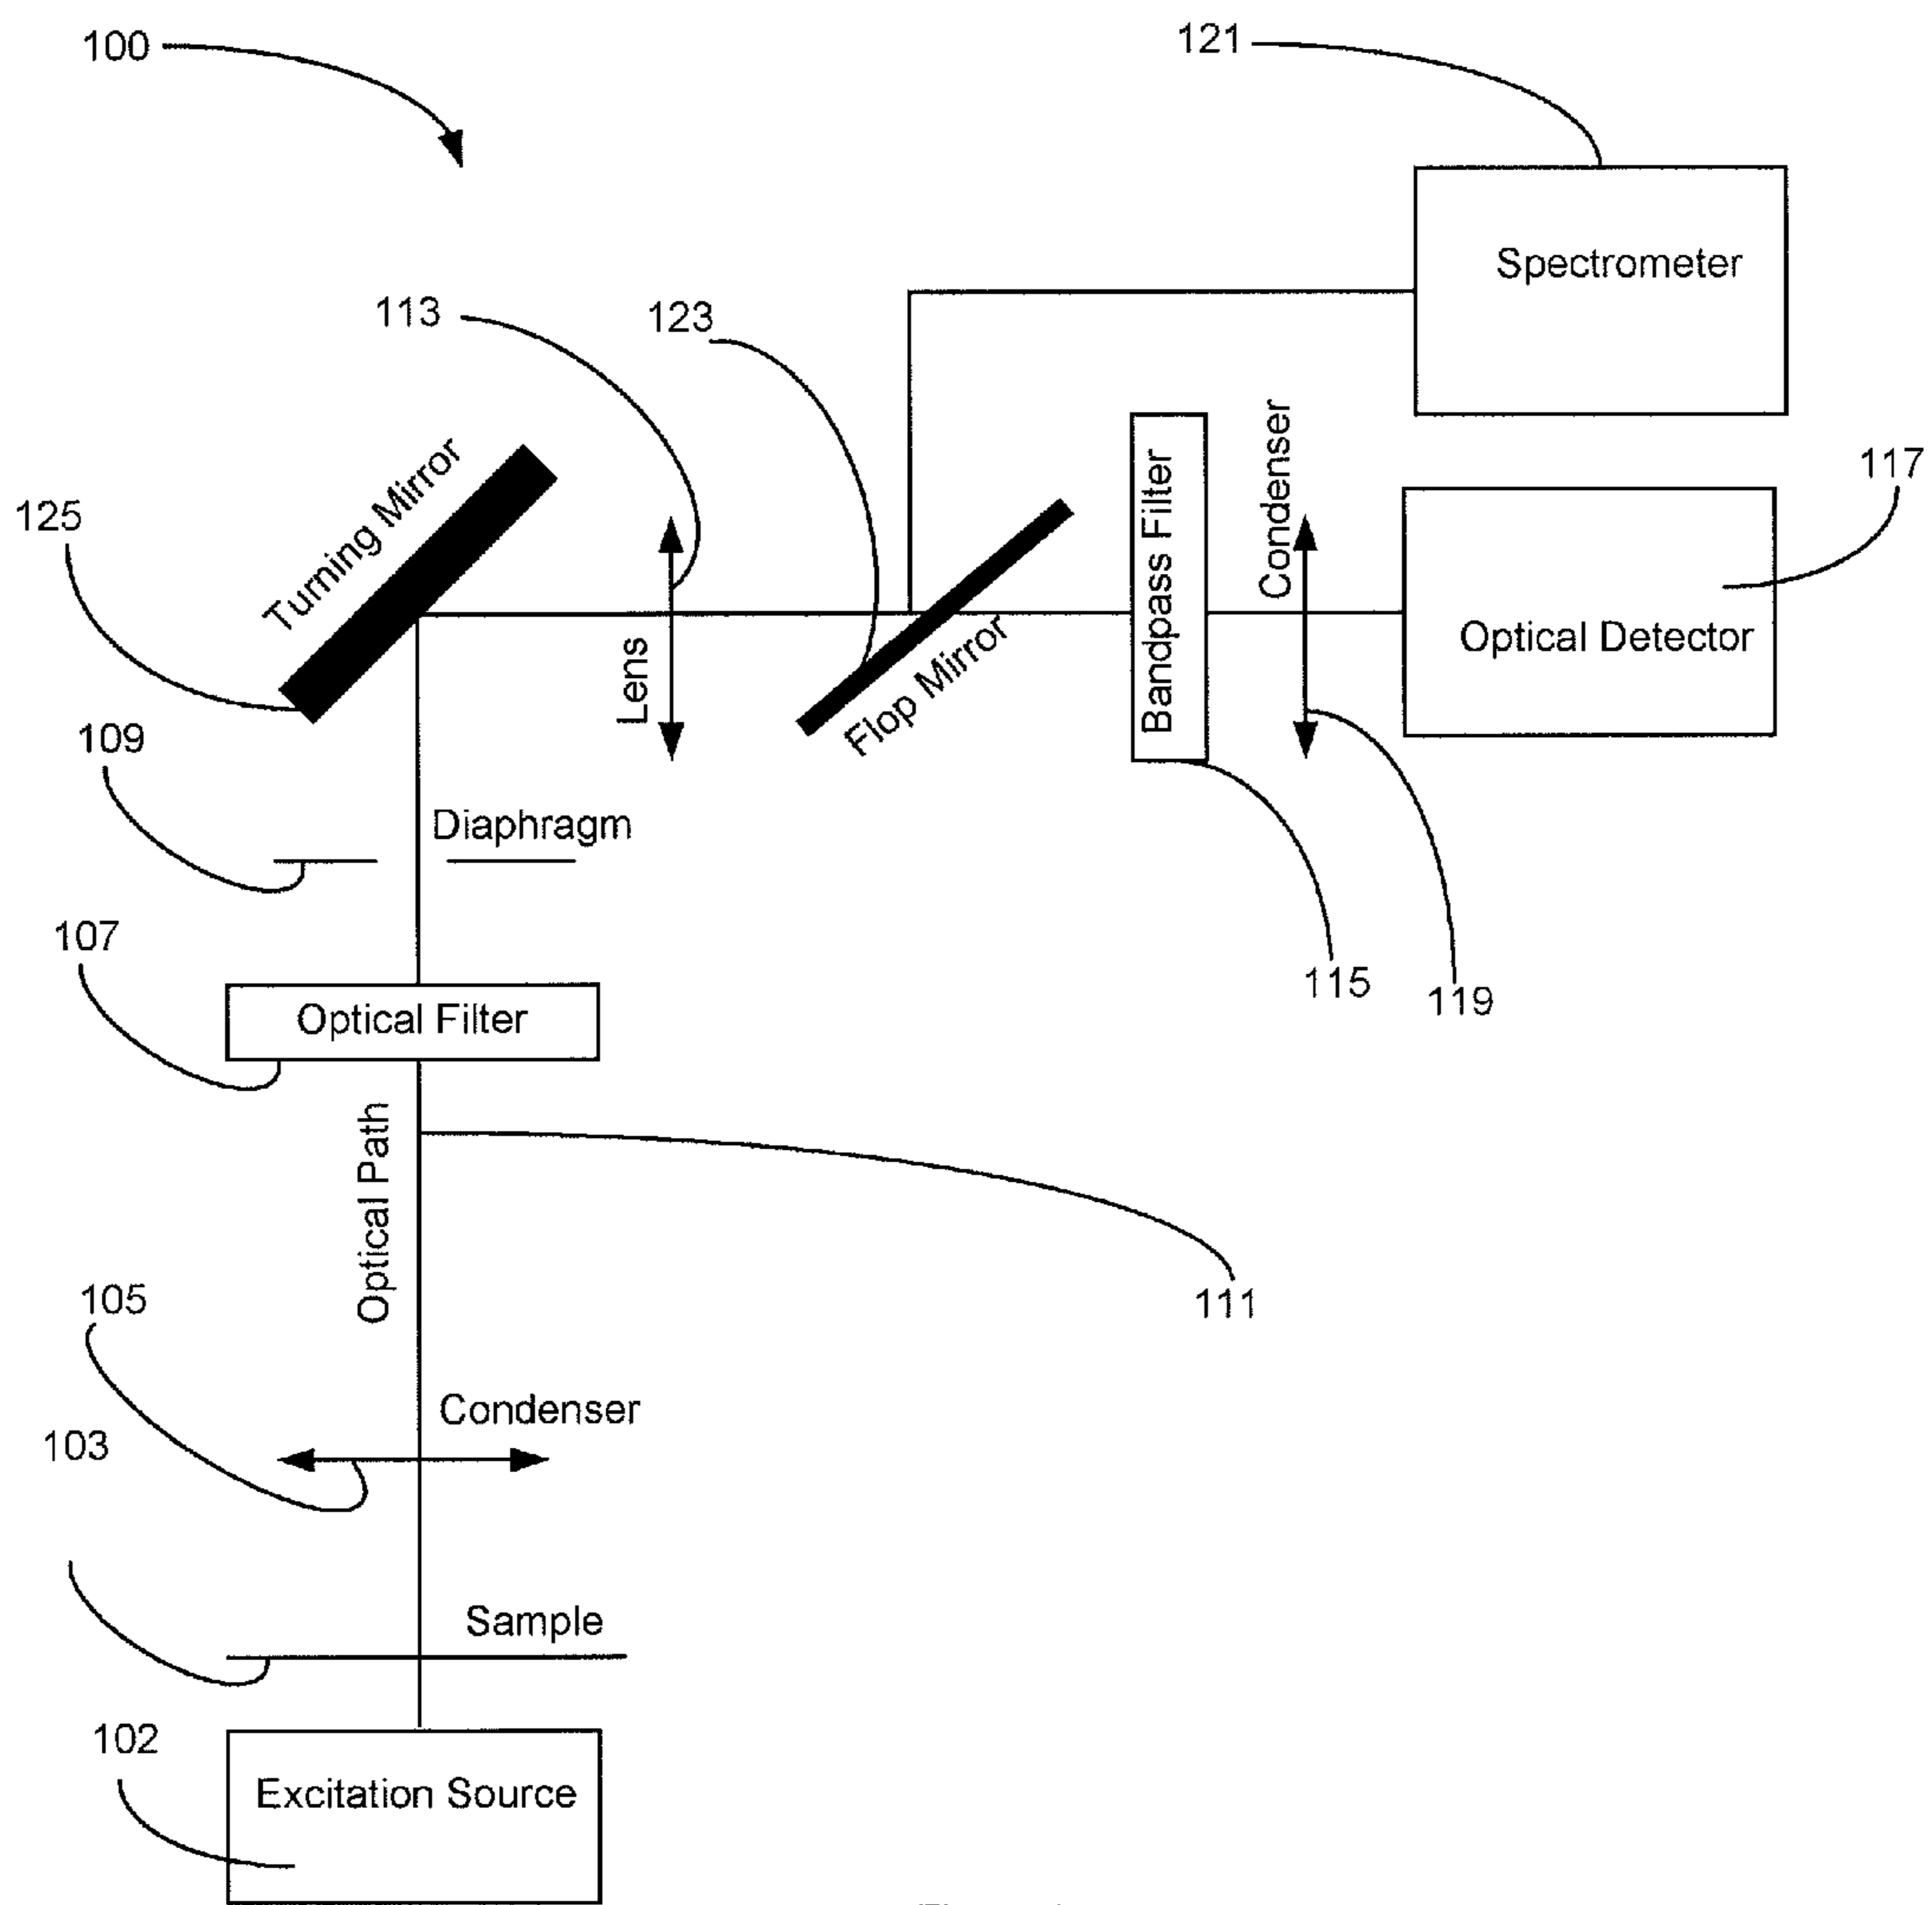 100
121
Spectrometer
113
123
Condenser
Bandpass Filter
117
Turning Mirror
125
Lens
Flop Mirror
Optical Detector
109
Diaphragm
107
115
119
Optical Filter
Optical Path
105
111
Condenser
103
Sample
102
Excitation Source